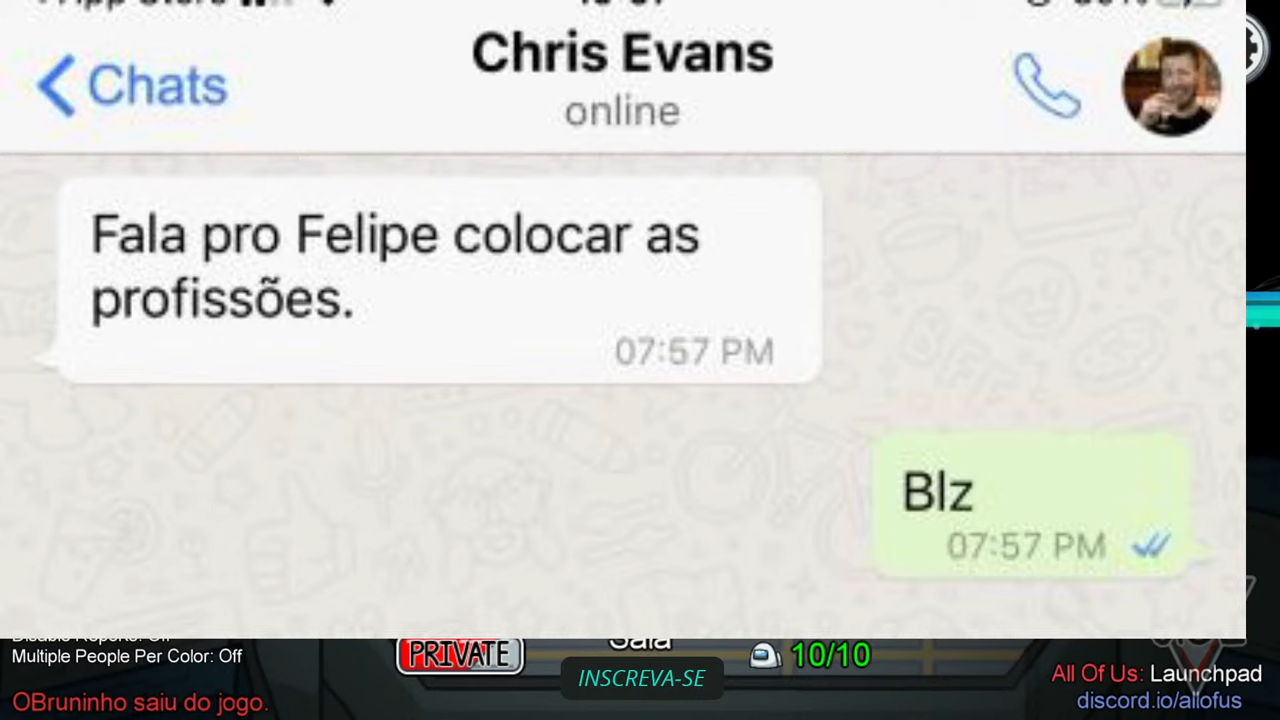 Chris Evans
Chats
online
Fala pro Felipe colocar as
profissões.
07:57 PM
Blz
07:57 PM
Multiple People Per Color: Off
PRIVATE
Sala
10/10
INSCREVA-SE
All Of Us: Launchpad
OBruninho saiu do jogo.
discord.io/allofus